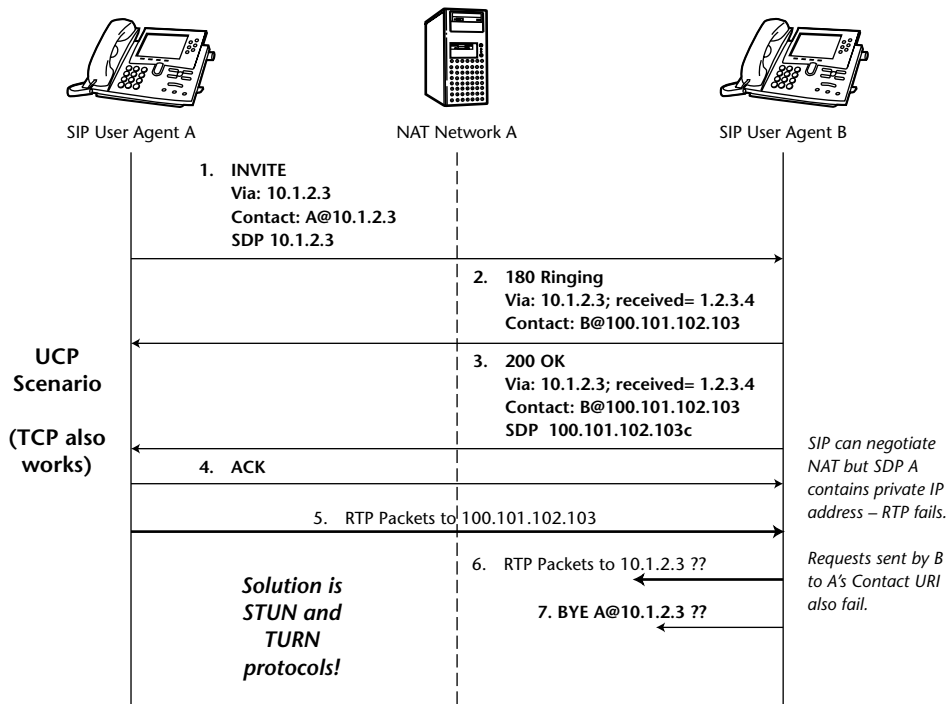 SIP User Agent A
NAT Network A
SIP User Agent B
1. INVITE
Via: 10.1.2.3
Contact: A@10.1.2.3
SDP 10.1.2.3
2. 180 Ringing
Via: 10.1.2.3; received= 1.2.3.4
Contact: B@100.101.102.103
UCP
Scenario
(TCP also
works)
3. 200 OK
Via: 10.1.2.3; received= 1.2.3.4
Contact: B@100.101.102.103
SDP 100.101.102.103c
4. ACK
SIP can negotiate
NAT but SDP A
contains private IP
address – RTP fails.
5. RTP Packets to 100.101.102.103
6. RTP Packets to 10.1.2.3 ??
Requests sent by B
to A's Contact URI
also fail.
7. BYE A@10.1.2.3 ??
Solution is
STUN and
TURN
protocols!